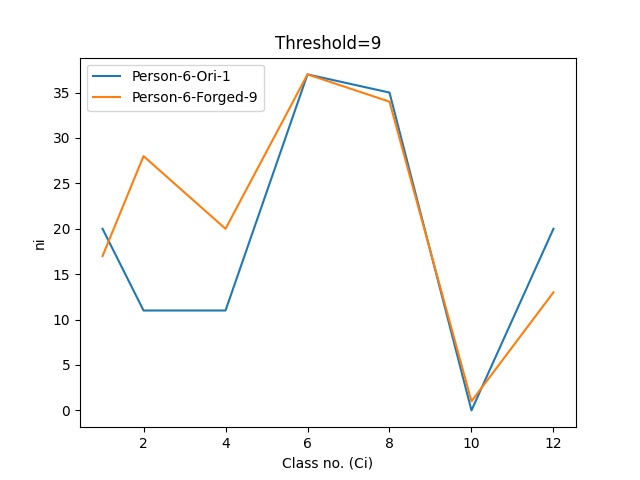 Threshold=9
Person-6-Ori-1
Person-6-Forged-9
ni
35
30
25
20
15
10
5
0
2 4 6 8 10 12
Class no. (Ci)